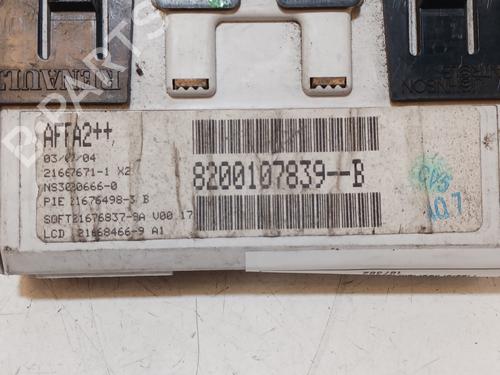 RENAULT
AFFA2++
03/07/04
21667671-1 X2
NS3030666-0
PIE 21676498-3 B
SOFT21676837-9A V00 17
LCD 21668466-9 A1
8200107839--B
B-PARTS